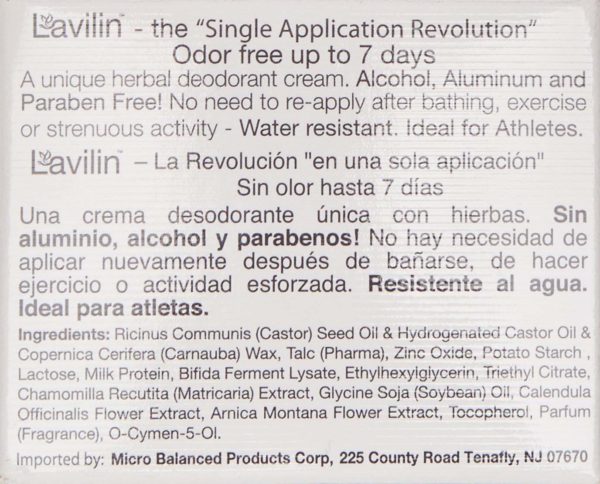 Lavilin™ - the “Single Application Revolution”
Odor free up to 7 days
A unique herbal deodorant cream. Alcohol, Aluminum and
Paraben Free! No need to re-apply after bathing, exercise
or strenuous activity - Water resistant. Ideal for Athletes.
Lavilin™ – La Revolución "en una sola aplicación"
Sin olor hasta 7 días
Una crema desodorante única con hierbas. Sin
aluminio, alcohol y parabenos! No hay necesidad de
aplicar nuevamente después de bañarse, de hacer
ejercicio o actividad esforzada. Resistente al agua.
Ideal para atletas.
Ingredients: Ricinus Communis (Castor) Seed Oil & Hydrogenated Castor Oil &
Copernica Cerifera (Carnauba) Wax, Talc (Pharma), Zinc Oxide, Potato Starch ,
Lactose, Milk Protein, Bifida Ferment Lysate, Ethylhexylglycerin, Triethyl Citrate,
Chamomilla Recutita (Matricaria) Extract, Glycine Soja (Soybean) Oil, Calendula
Officinalis Flower Extract, Arnica Montana Flower Extract, Tocopherol, Parfum
(Fragrance), O-Cymen-5-Ol.
Imported by: Micro Balanced Products Corp, 225 County Road Tenafly, NJ 07670